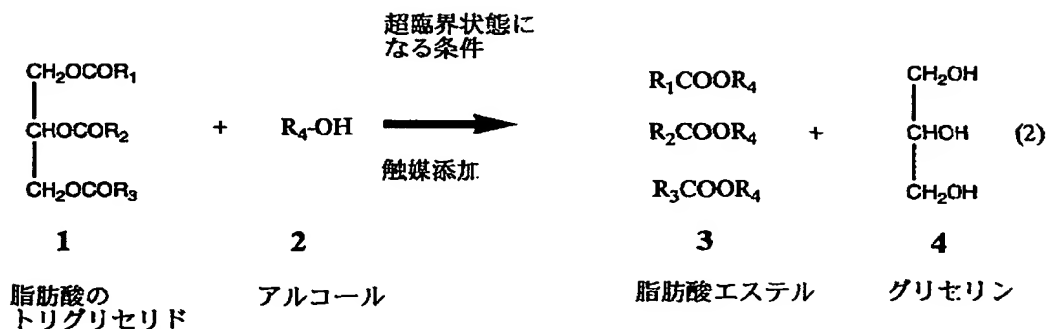 超臨界状態に
なる条件
CH₂OCOR₁
CHOCOR₂
CH₂OCOR₃
+
R₄-OH
触媒添加
R₁COOR₄
R₂COOR₄
R₃COOR₄
+
CH₂OH
CHOH
CH₂OH
(2)
1
2
3
4
脂肪酸の
トリグリセリド
アルコール
脂肪酸エステル
グリセリン